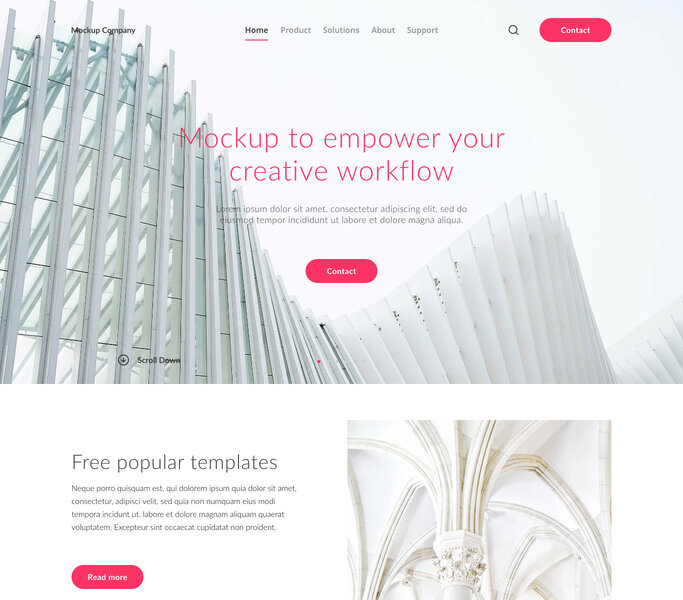 Mockup Company
Home Product Solutions About Support
Contact
Mockup to empower your
creative workflow
Lorem ipsum dolor sit amet, consectetur adipiscing elit, sed do
eiusmod tempor incididunt ut labore et dolore magna aliqua.
Contact
Scroll Down
Free popular templates
Neque porro quisquam est, qui dolorem ipsum quia dolor sit amet,
consectetur, adipisci velit, sed quia non numquam eius modi
tempora incidunt ut. labore et dolore magnam aliquam quaerat
voluptatem. Excepteur sint occaecat cupidatat non proident.
Read more